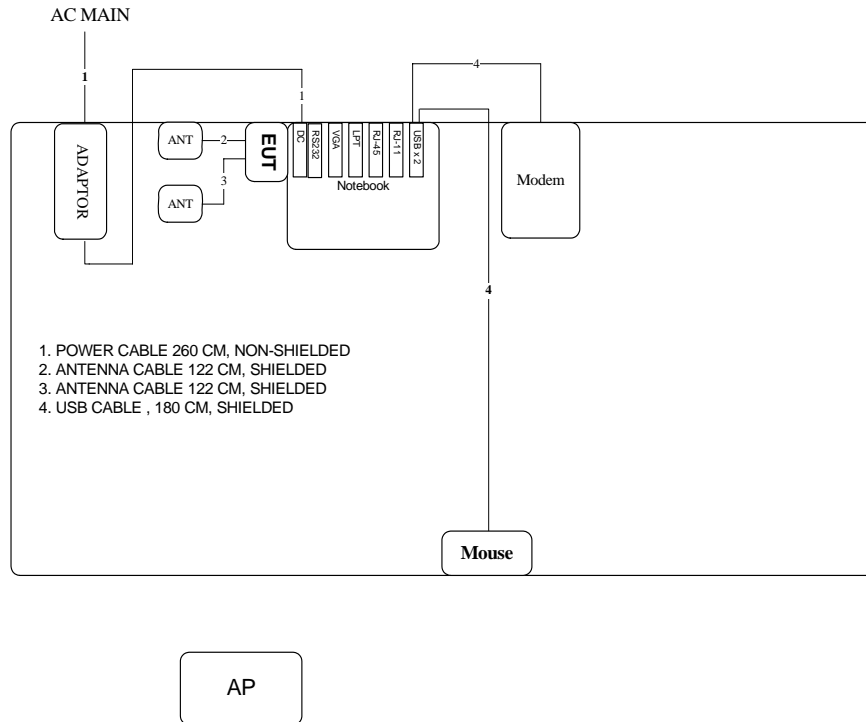 AC MAIN
1
1
4
ADAPTOR
ANT
2
EUT
3
ANT
DC
RS232
VGA
LPT
RJ-45
RJ-11
USB x 2
Notebook
Modem
4
1. POWER CABLE 260 CM, NON-SHIELDED
2. ANTENNA CABLE 122 CM, SHIELDED
3. ANTENNA CABLE 122 CM, SHIELDED
4. USB CABLE , 180 CM, SHIELDED
Mouse
AP